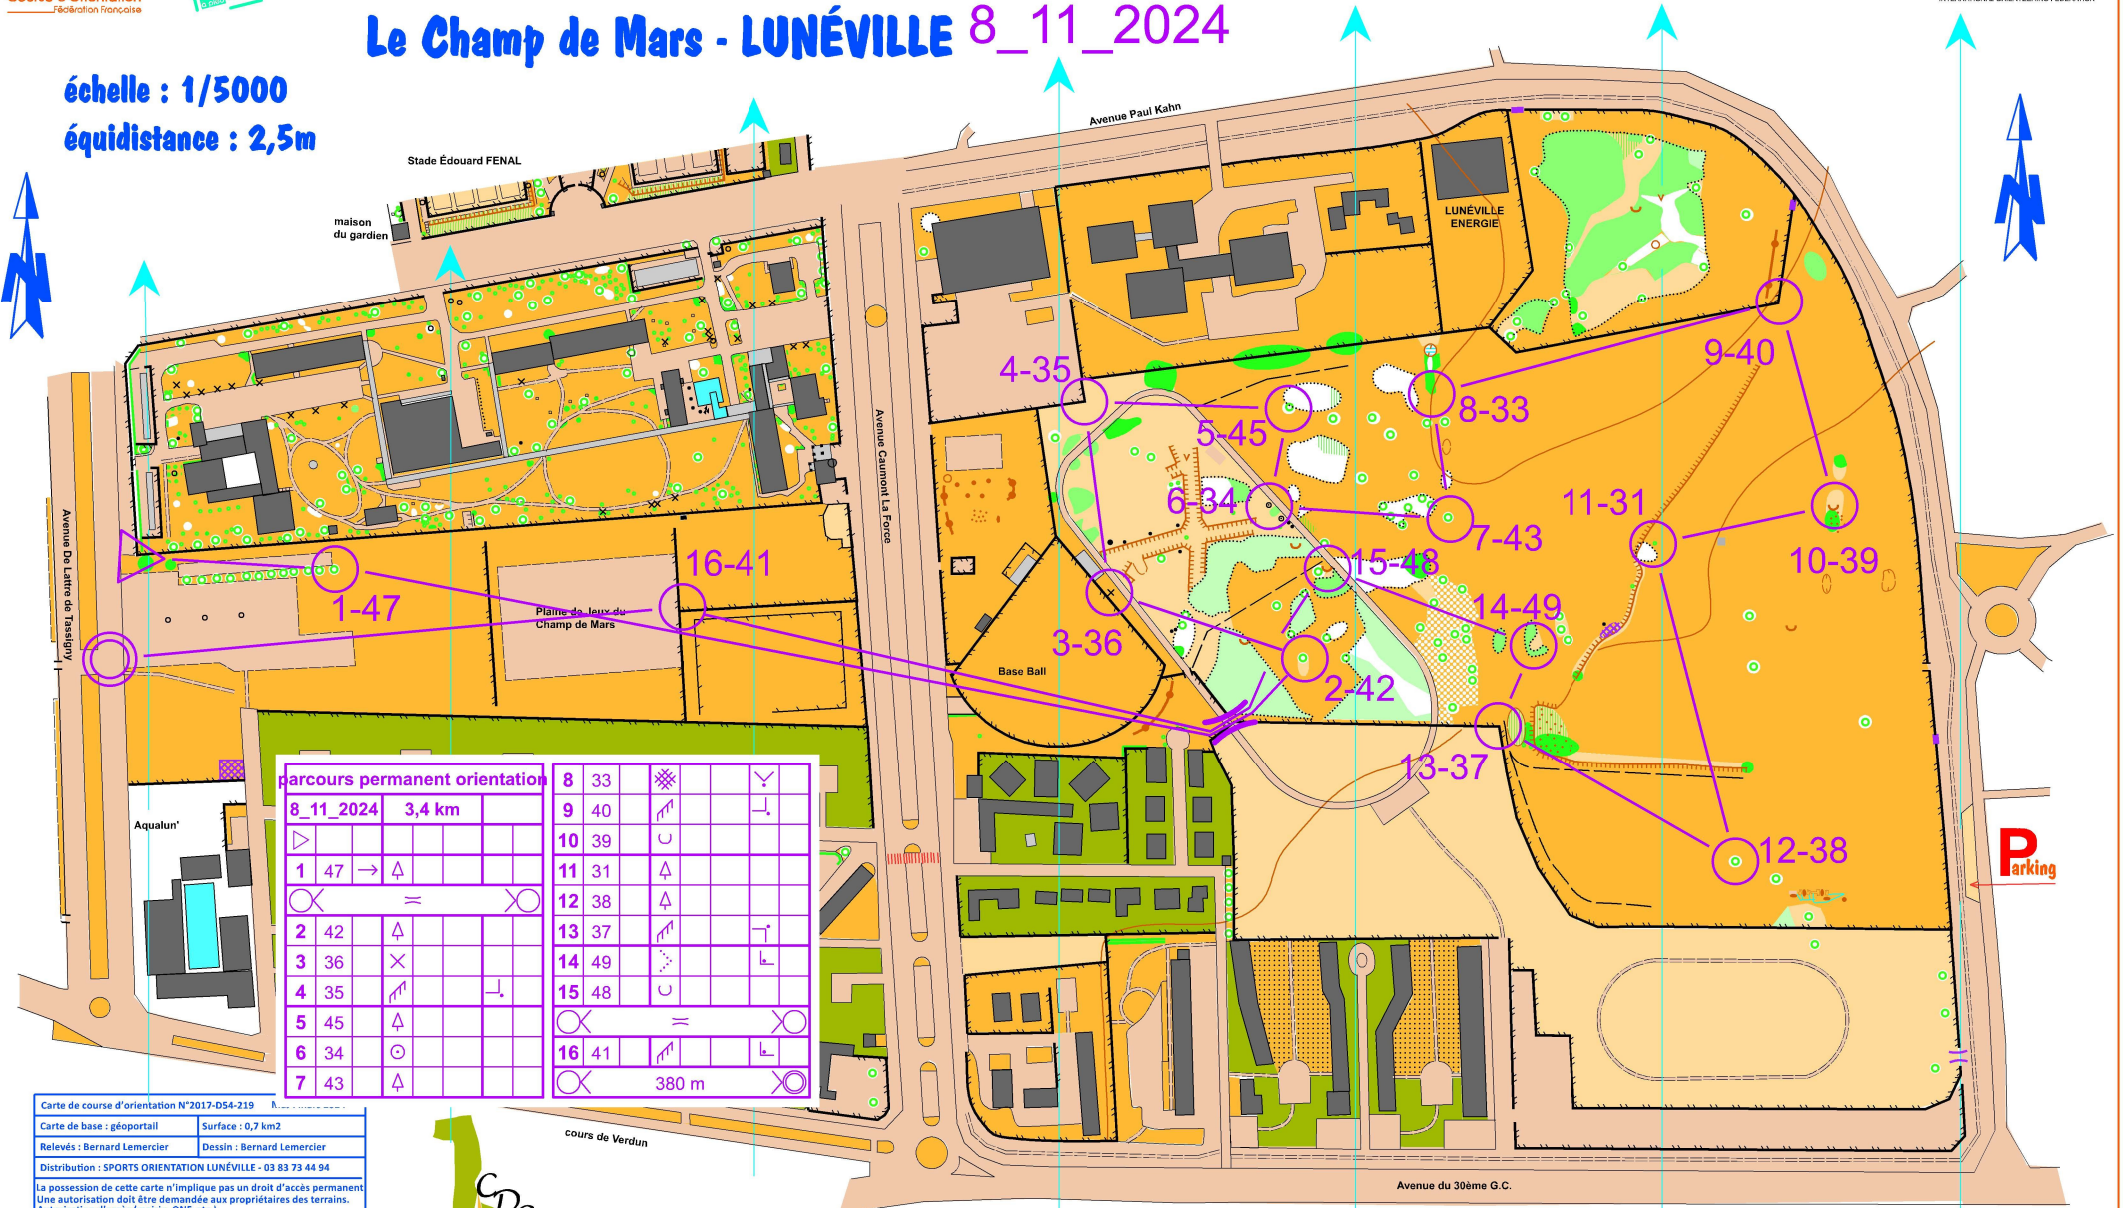 Fédération Française
Le Champ de Mars - LUNÉVILLE 8_11_2024
échelle : 1/5000
équidistance : 2,5m
Stade Édouard FENAL
Avenue Paul Kahn
maison
du gardien
LUNÉVILLE
ENERGIE
N
N
4-35
5-45
8-33
9-40
6-34
7-43
11-31
10-39
Avenue Caumont La Force
Avenue De Lattre de Tassigny
16-41
15-48
1-47
Plaine de Jeux du
Champ de Mars
3-36
14-49
Base Ball
2-42
13-37
12-38
Parking
Aqualun'
parcours permanent orientation
8_11_2024 3,4 km
1 47
2 42
3 36
4 35
5 45
6 34
7 43
8 33
9 40
10 39
11 31
12 38
13 37
14 49
15 48
16 41
380 m
Carte de course d'orientation N°2017-D54-219
Carte de base : géoportail Surface : 0,7 km2
Relevés : Bernard Lemercier Dessin : Bernard Lemercier
Distribution : SPORTS ORIENTATION LUNÉVILLE - 03 83 73 44 94
La possession de cette carte n'implique pas un droit d'accès permanent
Une autorisation doit être demandée aux propriétaires des terrains.
cours de Verdun
Avenue du 30ème G.C.